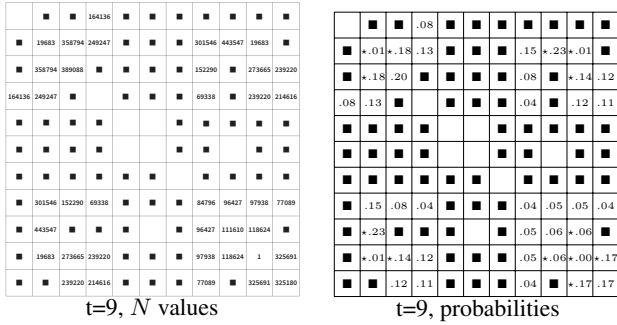 164136
19683 358794 249247 301546 443547 19683
358794 389088 152290 273665 239220
164136 249247 69338 239220 214616
301546 152290 69338 84796 96427 97938 77089
443547 96427 111610 118624
19683 273665 239220 97938 118624 1 325691
239220 214616 77089 325691 325180
t=9, N values
.08
⋆.01 ⋆.18 .13 .15 ⋆.23 ⋆.01
⋆.18 .20 .08 ⋆.14 .12
.08 .13 .04 .12 .11
.15 .08 .04 .04 .05 .05 .04
⋆.23 .05 .06 ⋆.06
⋆.01 ⋆.14 .12 .05 ⋆.06 ⋆.00 ⋆.17
.12 .11 .04 ⋆.17 .17
t=9, probabilities